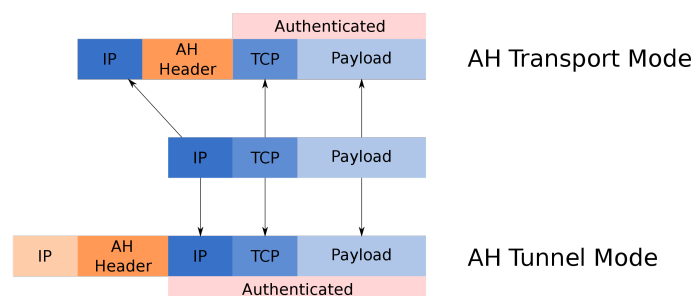 Authenticated
IP
AH
Header
TCP
Payload
AH Transport Mode
IP
TCP
Payload
IP
AH
Header
IP
TCP
Payload
AH Tunnel Mode
Authenticated